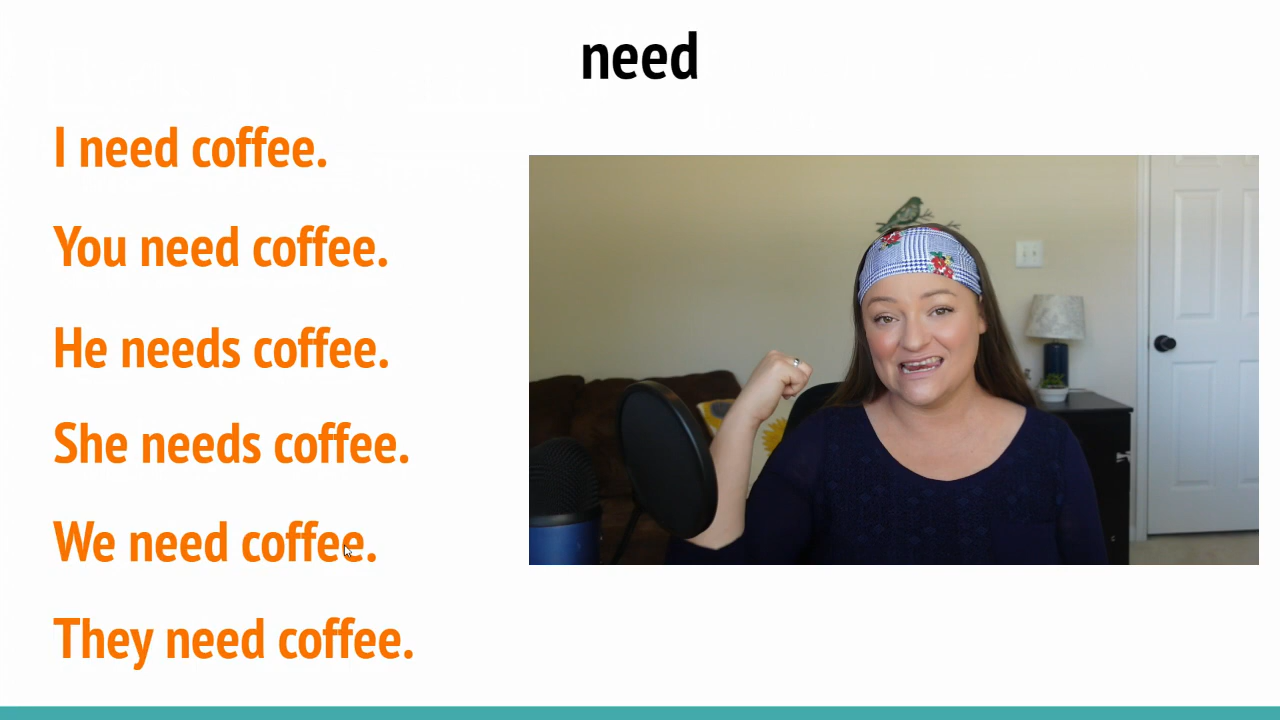 need
I need coffee.
You need coffee.
He needs coffee.
She needs coffee.
We need coffee.
They need coffee.